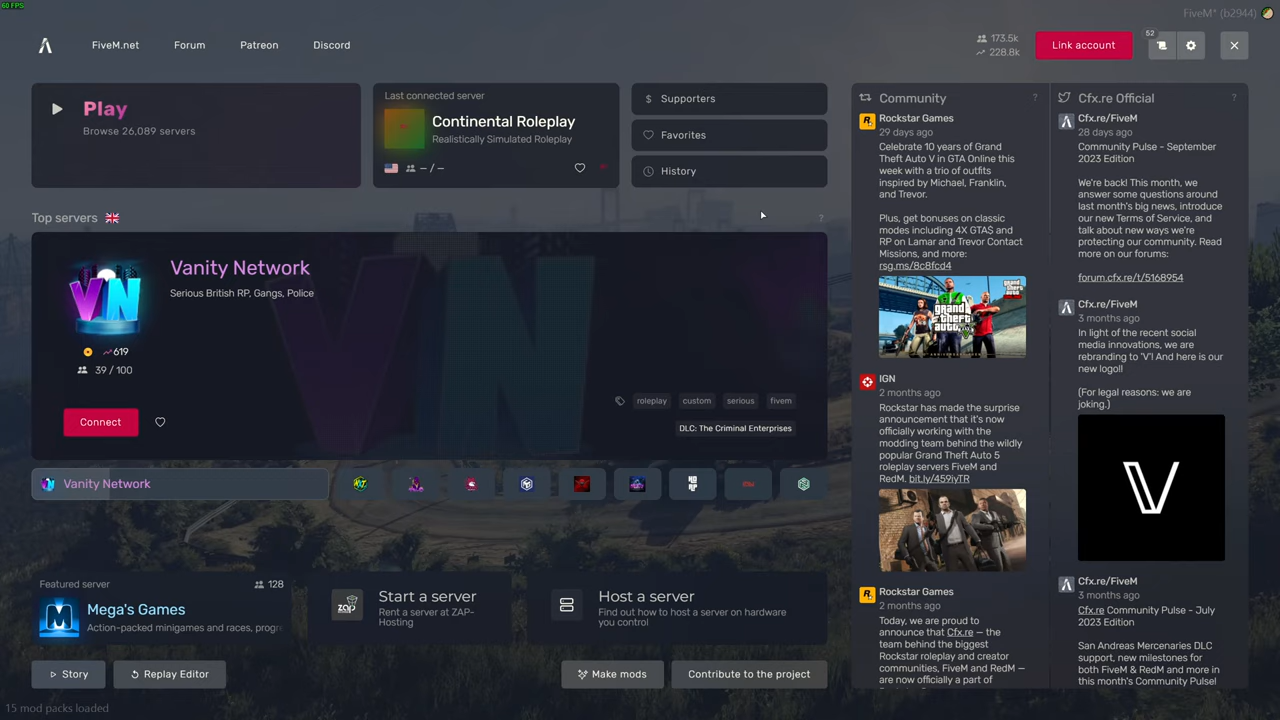 60 FPS
FiveM* (b2944)
FiveM.net
Forum
Patreon
Discord
173.5k
228.8k
Link account
52
Play
Browse 26,089 servers
Last connected server
Continental Roleplay
Realistically Simulated Roleplay
– / –
$ Supporters
Favorites
History
Top servers
?
Vanity Network
Serious British RP, Gangs, Police
619
39 / 100
Connect
roleplay
custom
serious
fivem
DLC: The Criminal Enterprises
Vanity Network
Featured server
128
Mega's Games
Action-packed minigames and races, progr
Start a server
Rent a server at ZAP-
Hosting
Host a server
Find out how to host a server on hardware
you control
Story
Replay Editor
Make mods
Contribute to the project
15 mod packs loaded
Community
?
Rockstar Games
29 days ago
Celebrate 10 years of Grand
Theft Auto V in GTA Online this
week with a trio of outfits
inspired by Michael, Franklin,
and Trevor.
Plus, get bonuses on classic
modes including 4X GTA$ and
RP on Lamar and Trevor Contact
Missions, and more:
rsg.ms/8c8fcd4
grand
theft
auto
IGN
2 months ago
Rockstar has made the surprise
announcement that it's now
officially working with the
modding team behind the wildly
popular Grand Theft Auto 5
roleplay servers FiveM and
RedM. bit.ly/459iyTR
Rockstar Games
2 months ago
Today, we are proud to
announce that Cfx.re — the
team behind the biggest
Rockstar roleplay and creator
communities, FiveM and RedM —
are now officially a part of
Cfx.re Official
?
Cfx.re/FiveM
28 days ago
Community Pulse - September
2023 Edition
We're back! This month, we
answer some questions around
last month's big news, introduce
our new Terms of Service, and
talk about new ways we're
protecting our community. Read
more on our forums:
forum.cfx.re/t/5168954
Cfx.re/FiveM
3 months ago
In light of the recent social
media innovations, we are
rebranding to 'V'! And here is our
new logo!!
(For legal reasons: we are
joking.)
V
Cfx.re/FiveM
3 months ago
Cfx.re Community Pulse - July
2023 Edition
San Andreas Mercenaries DLC
support, new milestones for
both FiveM & RedM and more in
this month's Community Pulse!